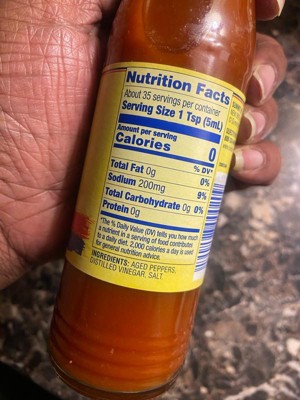 Nutrition Facts
About 35 servings per container
Serving Size 1 Tsp (5mL)
Amount per serving
Calories 0
% DV*
Total Fat 0g 0%
Sodium 200mg 9%
Total Carbohydrate 0g 0%
Protein 0g
*The % Daily Value (DV) tells you how much
a nutrient in a serving of food contributes
to a daily diet. 2,000 calories a day is used
for general nutrition advice.
INGREDIENTS: AGED PEPPERS,
DISTILLED VINEGAR, SALT.